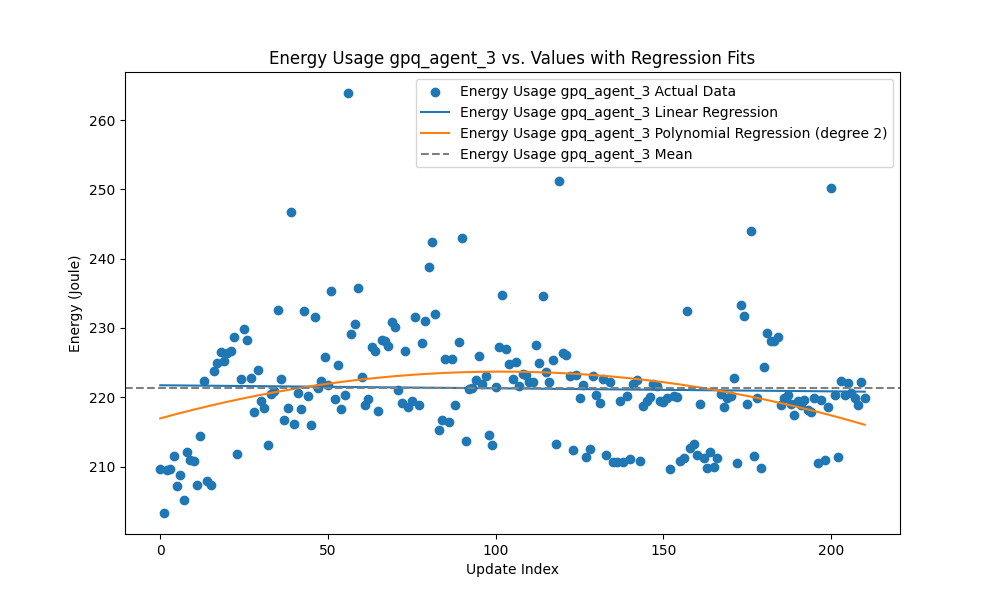 Energy Usage gpq_agent_3 vs. Values with Regression Fits
Energy Usage gpq_agent_3 Actual Data
Energy Usage gpq_agent_3 Linear Regression
Energy Usage gpq_agent_3 Polynomial Regression (degree 2)
Energy Usage gpq_agent_3 Mean
Energy (Joule)
260
250
240
230
220
210
0 50 100 150 200
Update Index